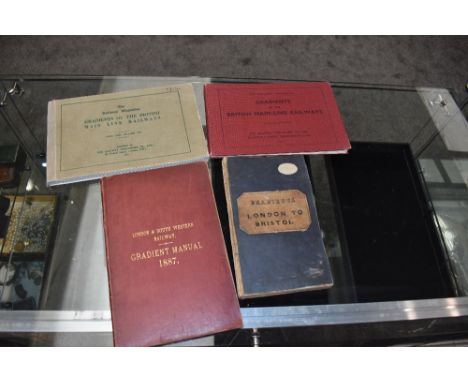 The
Railway Magazine
GRADIENTS OF THE BRITISH
MAIN LINE RAILWAYS
GRADIENTS
OF THE
BRITISH MAIN-LINE RAILWAYS
LONDON & SOUTH WESTERN
RAILWAY.
GRADIENT MANUAL
1887.
GRADIENTS
LONDON TO
BRISTOL